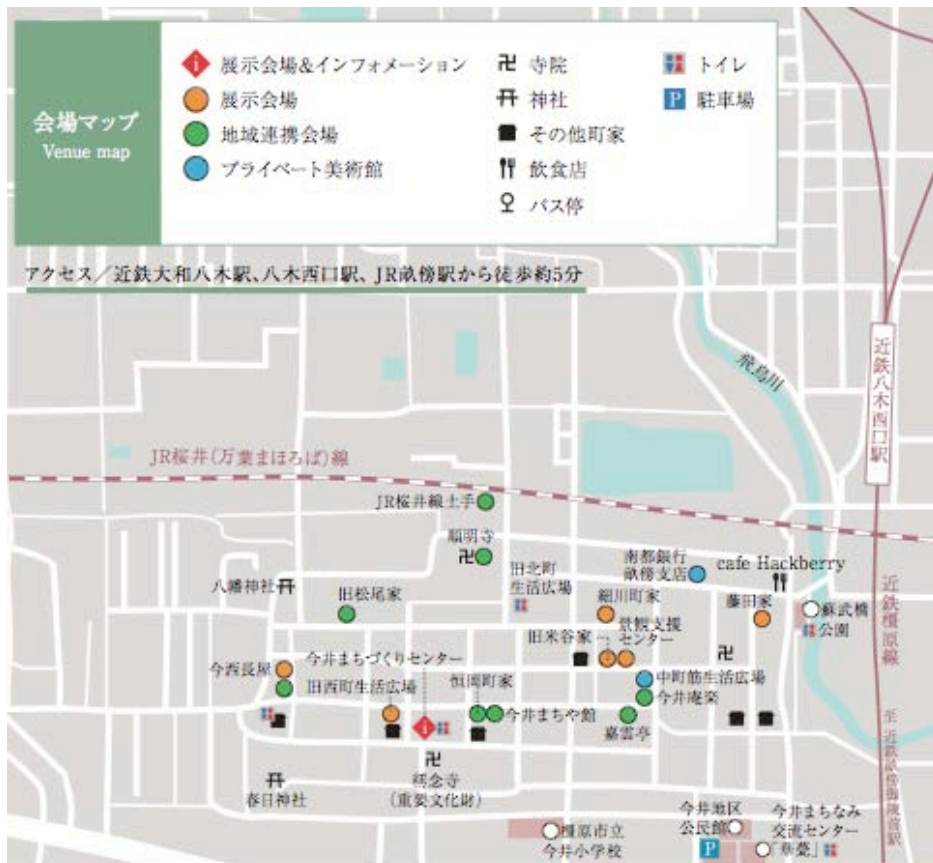 会場マップ
Venue map
展示会場&インフォメーション
展示会場
地域連携会場
プライベート美術館
寺院
神社
その他町家
飲食店
バス停
トイレ
P 駐車場
アクセス／近鉄大和八木駅、八木西口駅、JR畝傍駅から徒歩約5分
飛鳥川
近鉄八木西口駅
JR桜井(万葉まほろば)線
JR桜井線土手
順明寺
旧北町
生活広場
南都銀行
畝傍支店
cafe Hackberry
八幡神社
旧松尾家
細川町家
藤田家
蘇武橋
公園
近鉄橿原線
旧米谷家
景観支援
センター
今西長屋
今井まちづくりセンター
旧西町生活広場
恒岡町家
中町筋生活広場
今井庵楽
今井まちや館
嘉雲亭
至 近鉄畝傍御陵前駅
春日神社
称念寺
(重要文化財)
橿原市立
今井小学校
今井地区
公民館
P
今井まちなみ
交流センター
「華甍」